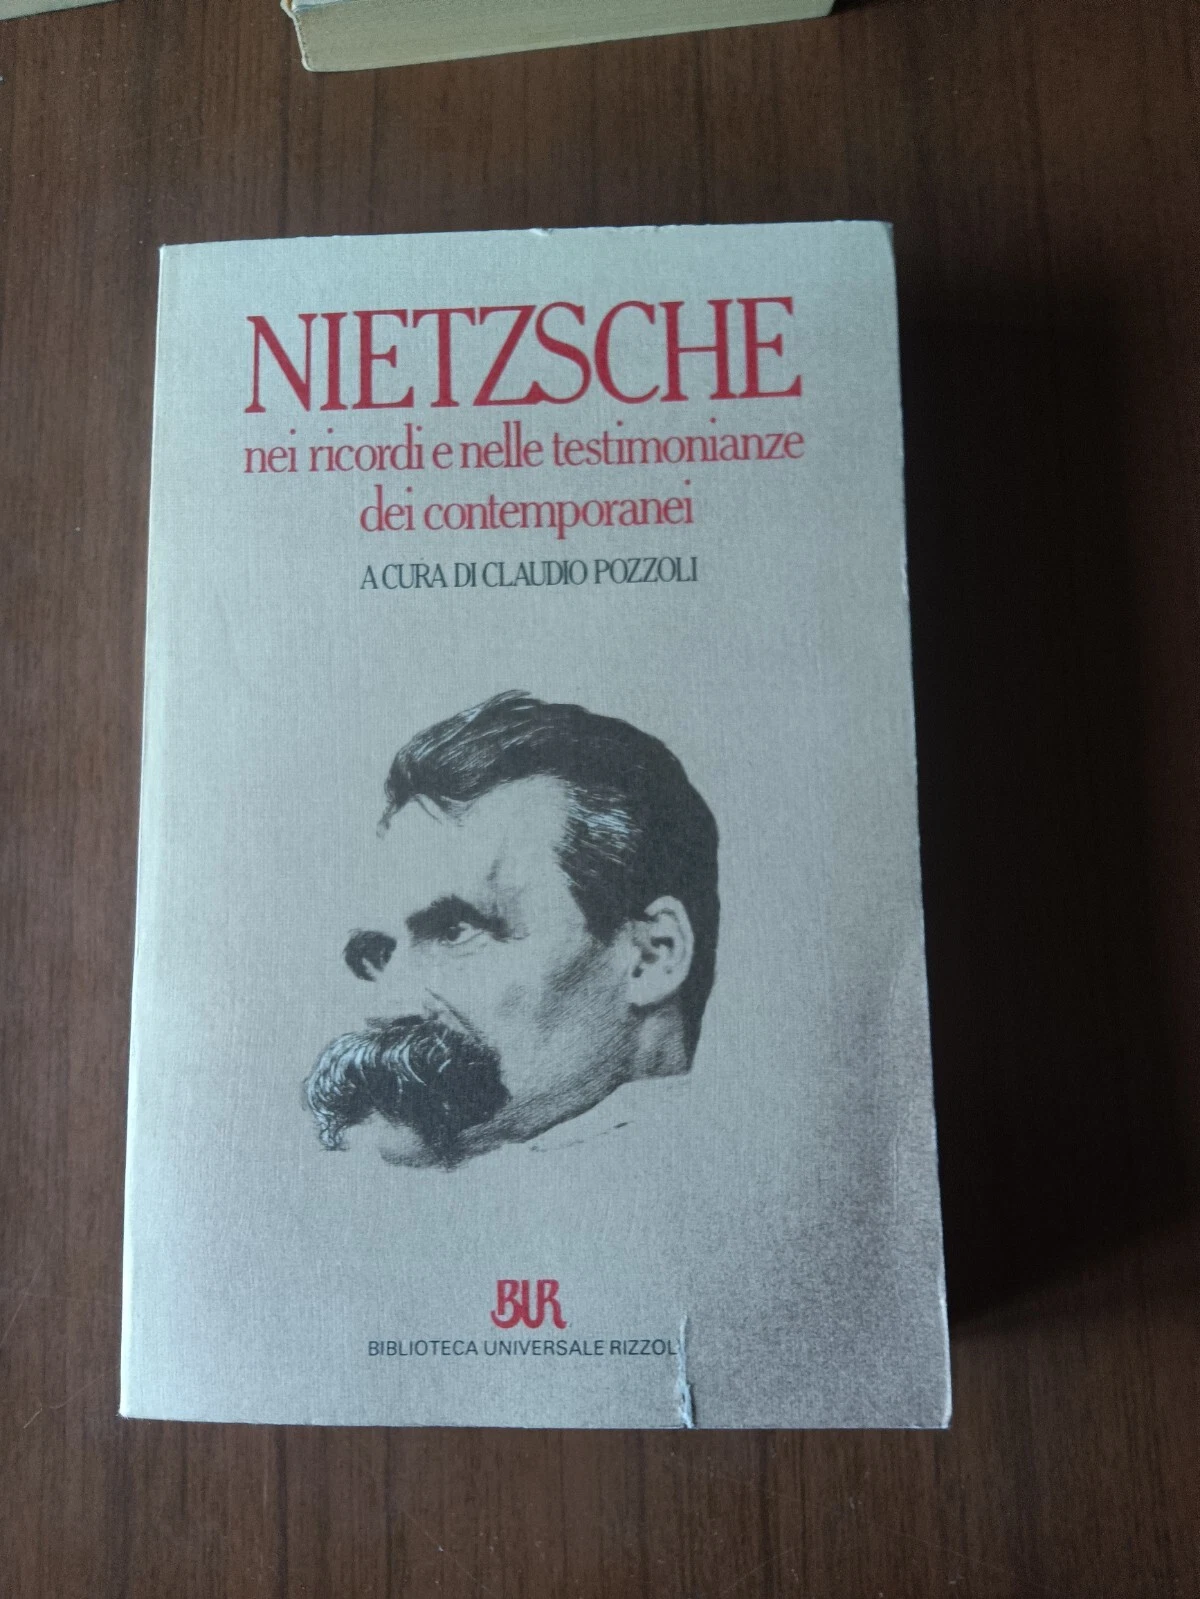 NIETZSCHE
nei ricordi e nelle testimonianze
dei contemporanei
A CURA DI CLAUDIO POZZOLI
BUR
BIBLIOTECA UNIVERSALE RIZZOL